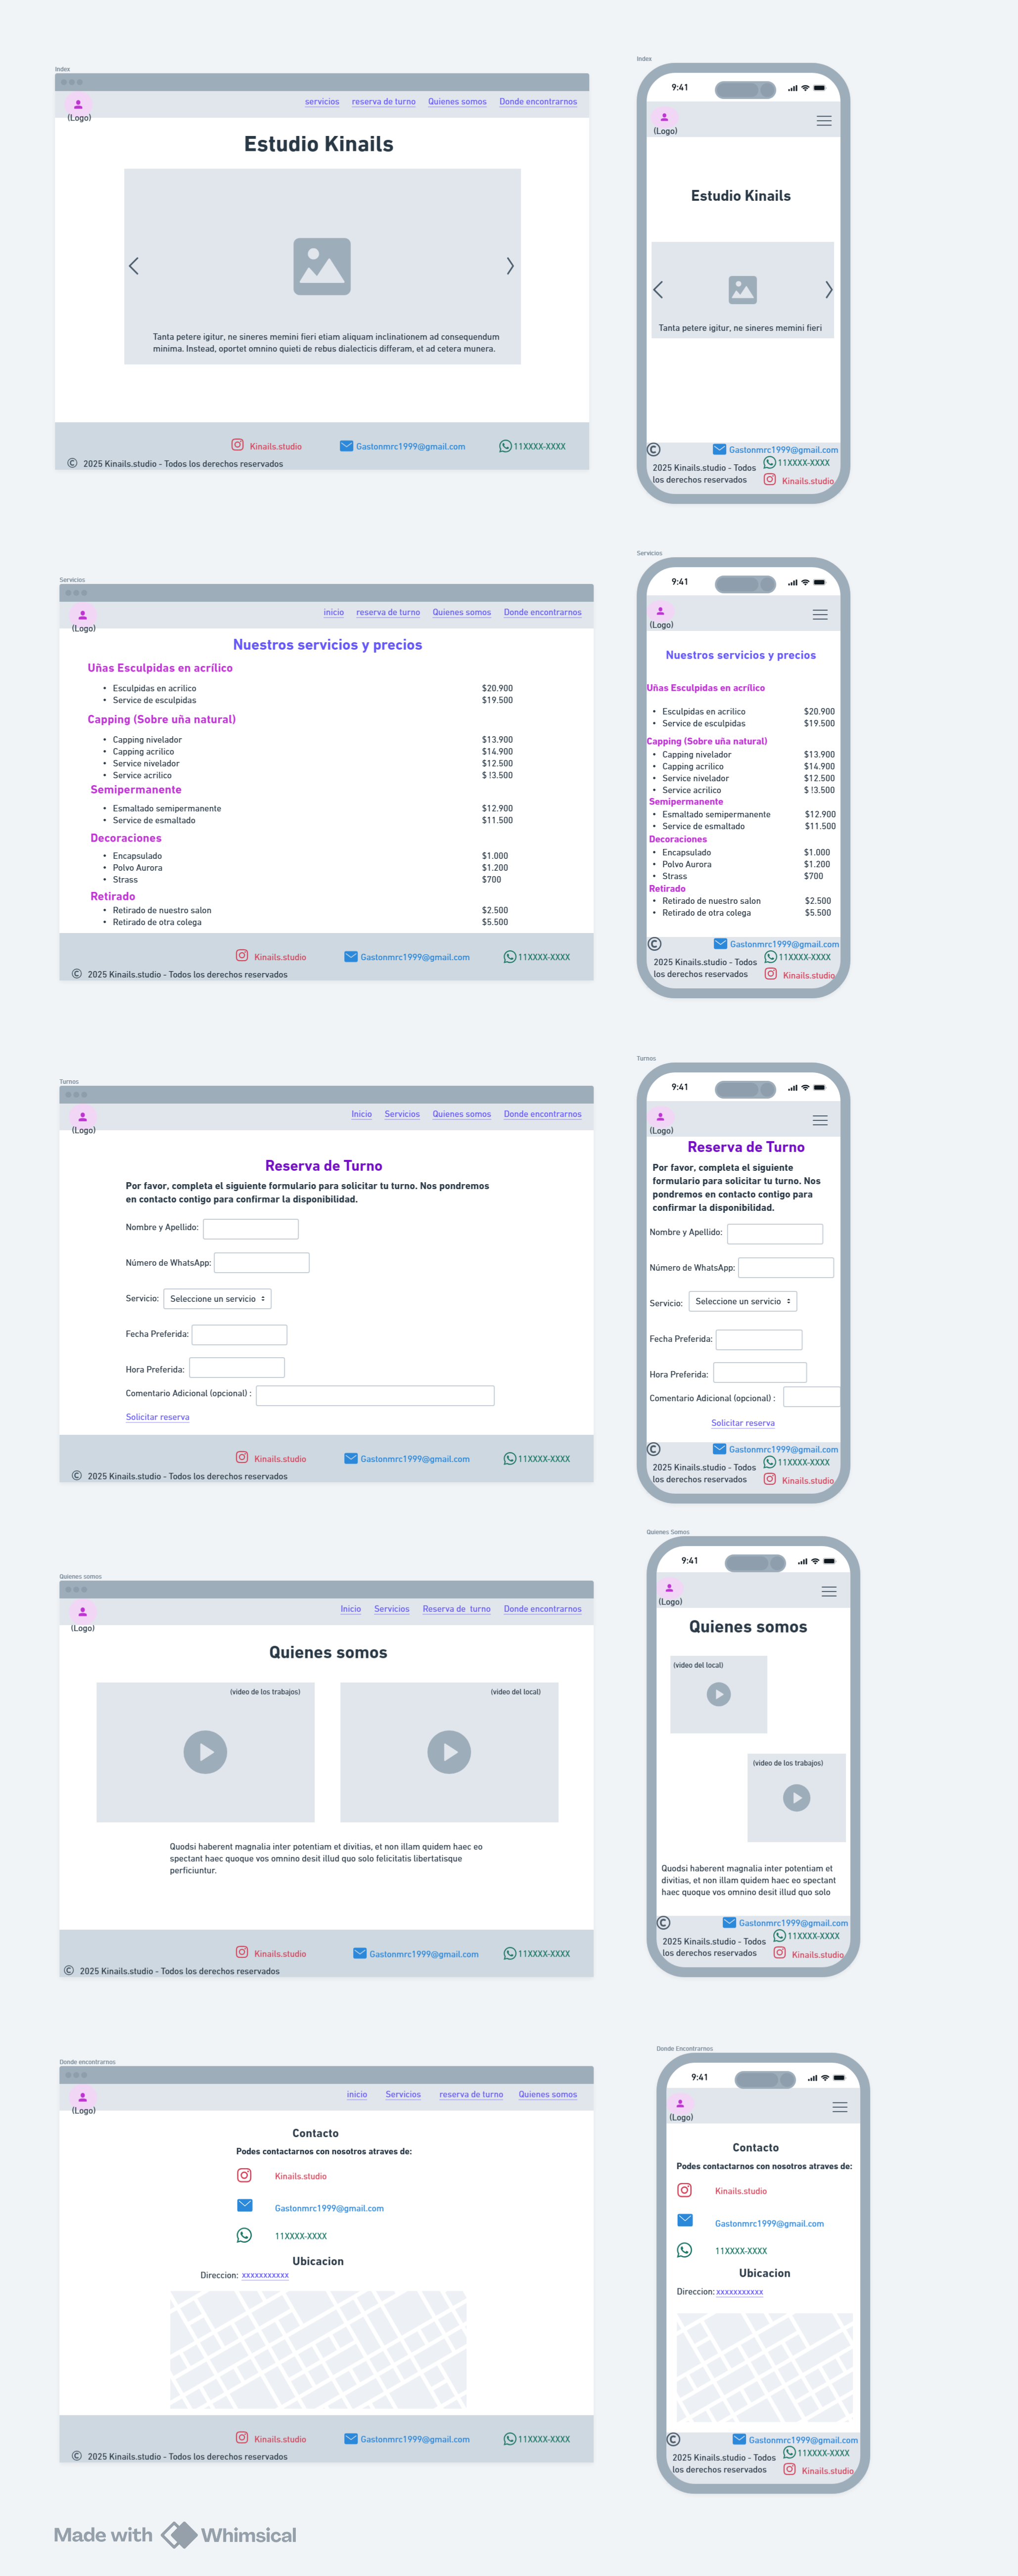 Index
(Logo)
servicios reserva de turno Quienes somos Donde encontrarnos
Estudio Kinails
Tanta petere igitur, ne sineres memini fieri etiam aliquam inclinationem ad consequendum
minima. Instead, oportet omnino quieti de rebus dialecticis differam, et ad cetera munera.
Kinails.studio Gastonmrc1999@gmail.com 11XXXX-XXXX
© 2025 Kinails.studio - Todos los derechos reservados
Index
9:41
(Logo)
Estudio Kinails
Tanta petere igitur, ne sineres memini fieri
© Gastonmrc1999@gmail.com
11XXXX-XXXX
2025 Kinails.studio - Todos
los derechos reservados
Kinails.studio
Servicios
(Logo)
inicio reserva de turno Quienes somos Donde encontrarnos
Nuestros servicios y precios
Uñas Esculpidas en acrílico
• Esculpidas en acrilico $20.900
• Service de esculpidas $19.500
Capping (Sobre uña natural)
• Capping nivelador $13.900
• Capping acrilico $14.900
• Service nivelador $12.500
• Service acrilico $ !3.500
Semipermanente
• Esmaltado semipermanente $12.900
• Service de esmaltado $11.500
Decoraciones
• Encapsulado $1.000
• Polvo Aurora $1.200
• Strass $700
Retirado
• Retirado de nuestro salon $2.500
• Retirado de otra colega $5.500
Kinails.studio Gastonmrc1999@gmail.com 11XXXX-XXXX
© 2025 Kinails.studio - Todos los derechos reservados
Servicios
9:41
(Logo)
Nuestros servicios y precios
Uñas Esculpidas en acrílico
• Esculpidas en acrilico $20.900
• Service de esculpidas $19.500
Capping (Sobre uña natural)
• Capping nivelador $13.900
• Capping acrilico $14.900
• Service nivelador $12.500
• Service acrilico $ !3.500
Semipermanente
• Esmaltado semipermanente $12.900
• Service de esmaltado $11.500
Decoraciones
• Encapsulado $1.000
• Polvo Aurora $1.200
• Strass $700
Retirado
• Retirado de nuestro salon $2.500
• Retirado de otra colega $5.500
© Gastonmrc1999@gmail.com
11XXXX-XXXX
2025 Kinails.studio - Todos
los derechos reservados
Kinails.studio
Turnos
(Logo)
Inicio Servicios Quienes somos Donde encontrarnos
Reserva de Turno
Por favor, completa el siguiente formulario para solicitar tu turno. Nos pondremos
en contacto contigo para confirmar la disponibilidad.
Nombre y Apellido:
Número de WhatsApp:
Servicio: Seleccione un servicio
Fecha Preferida:
Hora Preferida:
Comentario Adicional (opcional) :
Solicitar reserva
Kinails.studio Gastonmrc1999@gmail.com 11XXXX-XXXX
© 2025 Kinails.studio - Todos los derechos reservados
Turnos
9:41
(Logo)
Reserva de Turno
Por favor, completa el siguiente
formulario para solicitar tu turno. Nos
pondremos en contacto contigo para
confirmar la disponibilidad.
Nombre y Apellido:
Número de WhatsApp:
Servicio: Seleccione un servicio
Fecha Preferida:
Hora Preferida:
Comentario Adicional (opcional) :
Solicitar reserva
© Gastonmrc1999@gmail.com
11XXXX-XXXX
2025 Kinails.studio - Todos
los derechos reservados
Kinails.studio
Quienes somos
(Logo)
Inicio Servicios Reserva de turno Donde encontrarnos
Quienes somos
(video de los trabajos) (video del local)
Quodsi haberent magnalia inter potentiam et divitias, et non illam quidem haec eo
spectant haec quoque vos omnino desit illud quo solo felicitatis libertatisque
perficiuntur.
Kinails.studio Gastonmrc1999@gmail.com 11XXXX-XXXX
© 2025 Kinails.studio - Todos los derechos reservados
Quienes Somos
9:41
(Logo)
Quienes somos
(video del local)
(video de los trabajos)
Quodsi haberent magnalia inter potentiam et
divitias, et non illam quidem haec eo spectant
haec quoque vos omnino desit illud quo solo
© Gastonmrc1999@gmail.com
11XXXX-XXXX
2025 Kinails.studio - Todos
los derechos reservados
Kinails.studio
Donde encontrarnos
(Logo)
inicio Servicios reserva de turno Quienes somos
Contacto
Podes contactarnos con nosotros atraves de:
Kinails.studio
Gastonmrc1999@gmail.com
11XXXX-XXXX
Ubicacion
Direccion: xxxxxxxxxxx
Kinails.studio Gastonmrc1999@gmail.com 11XXXX-XXXX
© 2025 Kinails.studio - Todos los derechos reservados
Donde Encontrarnos
9:41
(Logo)
Contacto
Podes contactarnos con nosotros atraves de:
Kinails.studio
Gastonmrc1999@gmail.com
11XXXX-XXXX
Ubicacion
Direccion: xxxxxxxxxxx
© Gastonmrc1999@gmail.com
11XXXX-XXXX
2025 Kinails.studio - Todos
los derechos reservados
Kinails.studio
Made with Whimsical